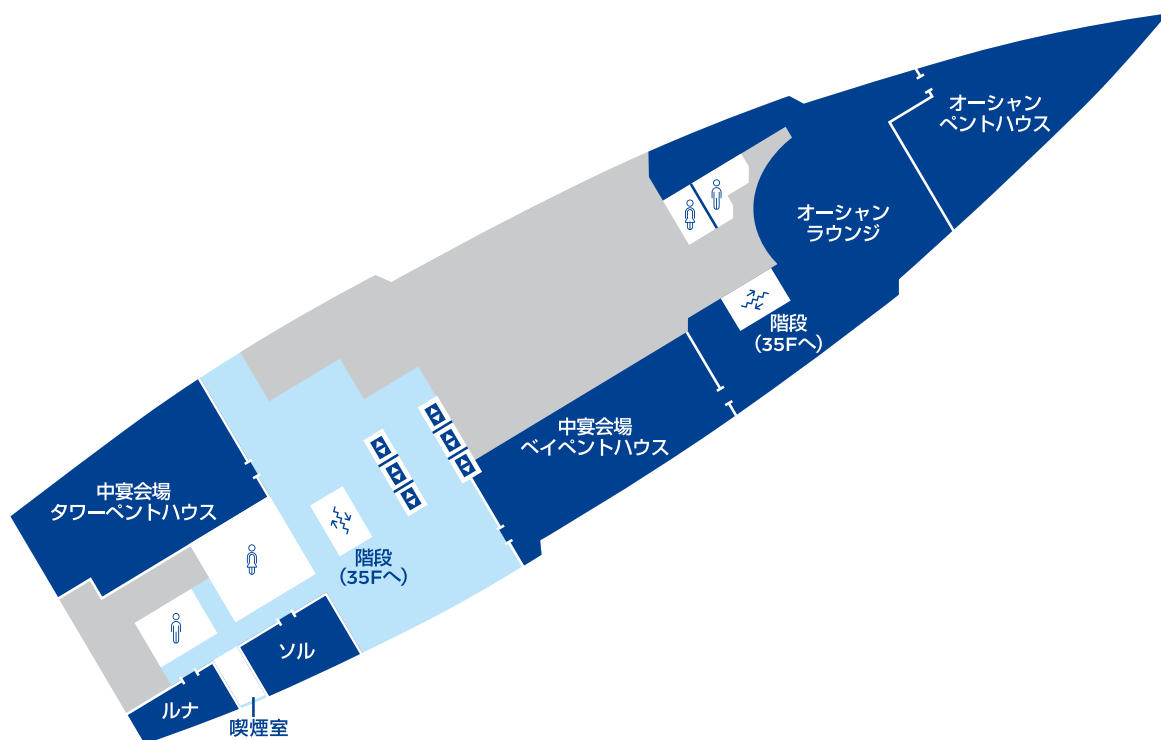 オーシャン
ペントハウス
オーシャン
ラウンジ
階段
(35Fへ)
中宴会場
ベイペントハウス
中宴会場
タワーペントハウス
階段
(35Fへ)
ソル
ルナ
喫煙室